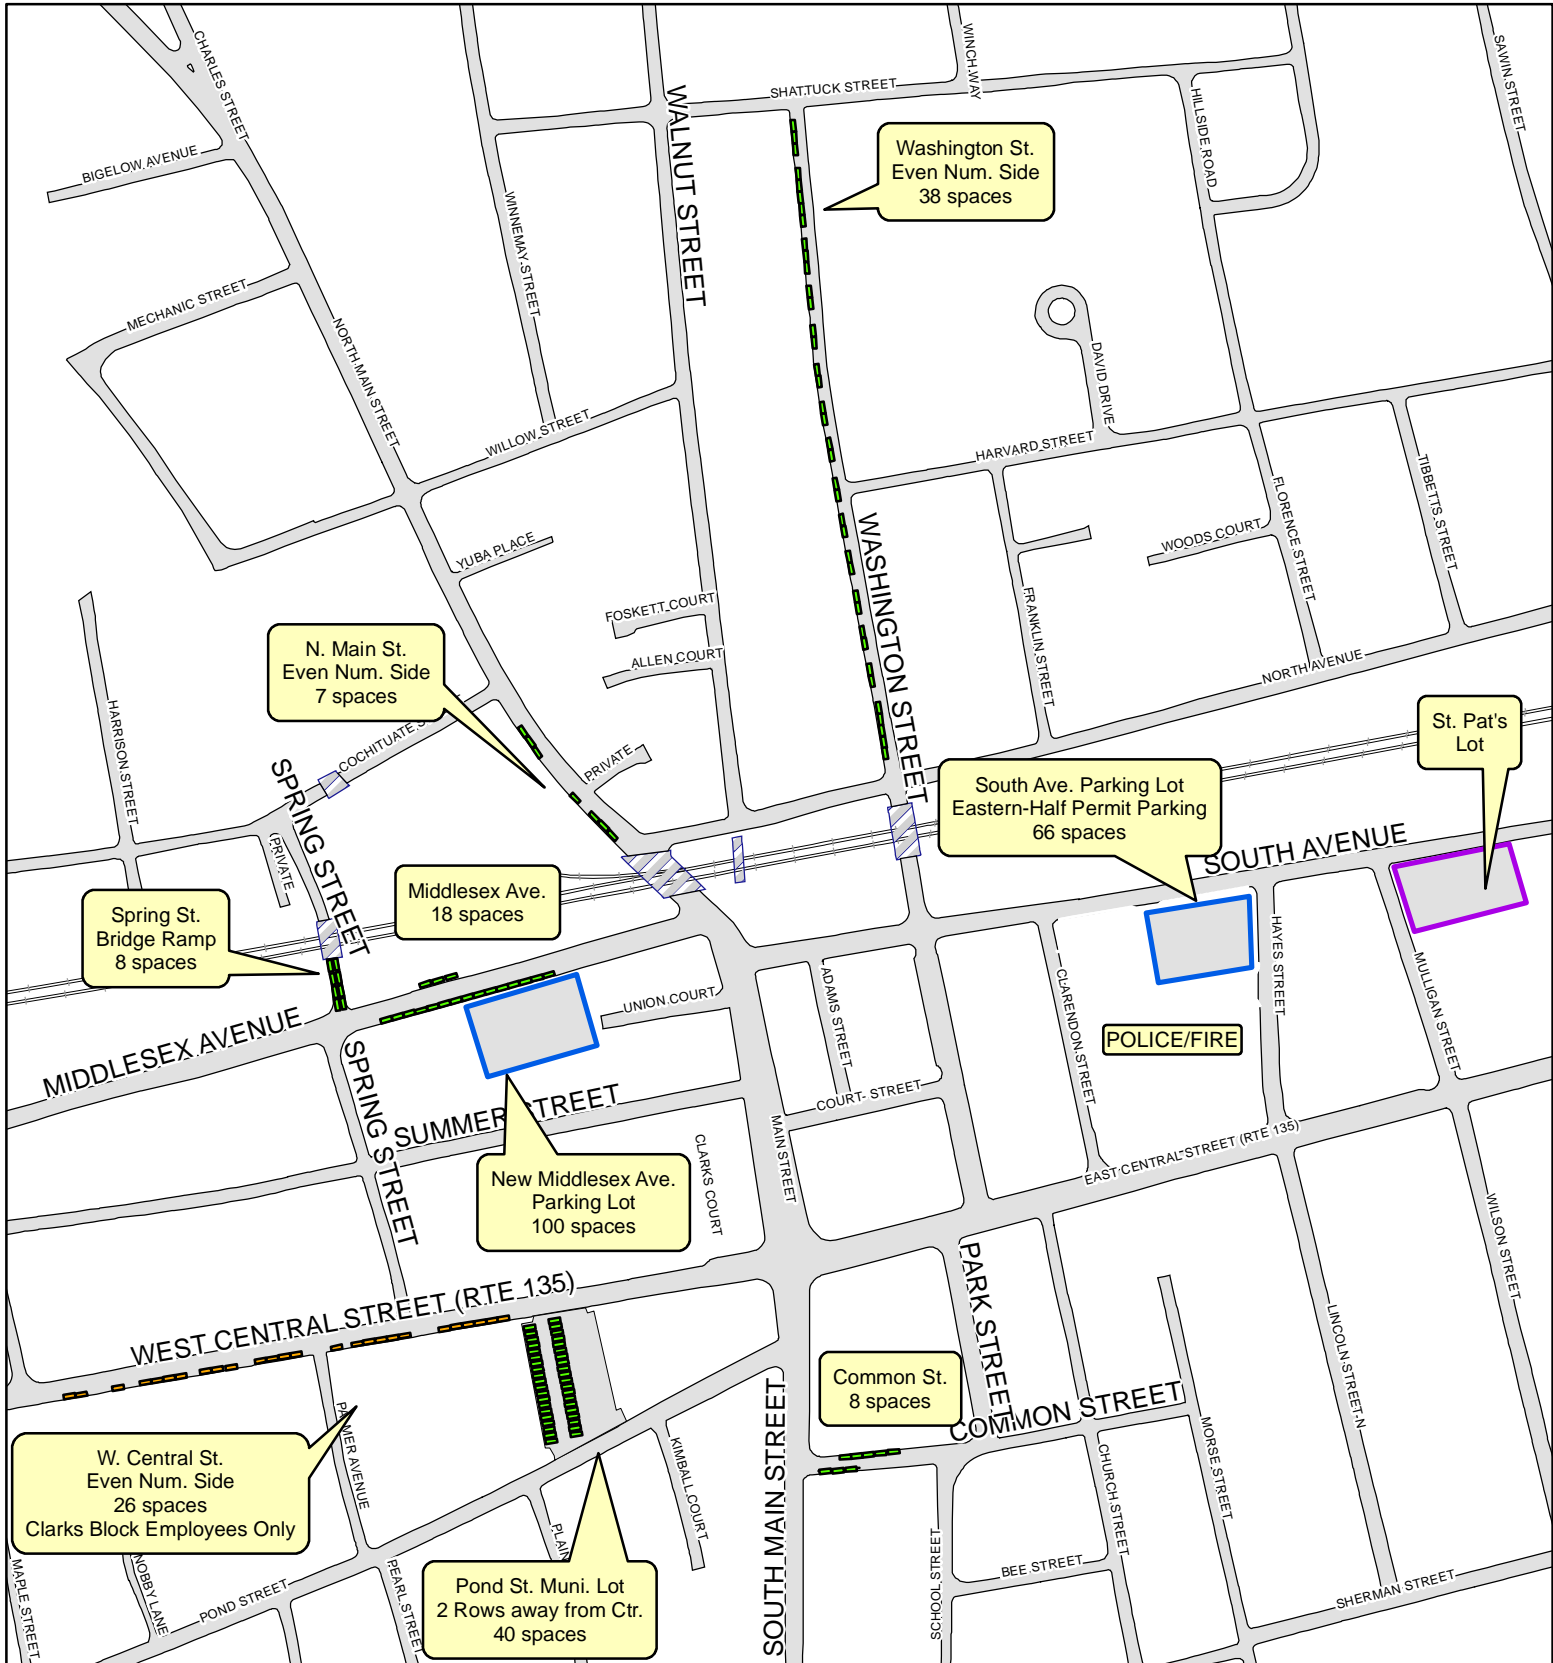 CHARLES STREET
WINCH WAY
SAWIN STREET
SHATTUCK STREET
WALNUT STREET
HILLSIDE ROAD
BIGELOW AVENUE
Washington St.
Even Num. Side
38 spaces
WINNEMAY STREET
MECHANIC STREET
NORTH MAIN STREET
DAVID DRIVE
WILLOW STREET
HARVARD STREET
TIBBETTS STREET
FLORENCE STREET
WASHINGTON STREET
YUBA PLACE
WOODS COURT
FOSKETT COURT
FRANKLIN STREET
N. Main St.
Even Num. Side
7 spaces
ALLEN COURT
NORTH AVENUE
HARRISON STREET
COCHITUATE S
St. Pat's
Lot
PRIVATE
SPRING STREET
South Ave. Parking Lot
Eastern-Half Permit Parking
66 spaces
SOUTH AVENUE
PRIVATE
Middlesex Ave.
18 spaces
Spring St.
Bridge Ramp
8 spaces
HAYES STREET
MULLIGAN STREET
ADAMS STREET
CLARENDON STREET
UNION COURT
MIDDLESEX AVENUE
POLICE/FIRE
SPRING STREET
SUMMER STREET
COURT STREET
MAIN STREET
EAST CENTRAL STREET (RTE 135)
CLARKS COURT
New Middlesex Ave.
Parking Lot
100 spaces
WILSON STREET
PARK STREET
WEST CENTRAL STREET (RTE 135)
LINCOLN STREET N
Common St.
8 spaces
COMMON STREET
SOUTH MAIN STREET
PALMER AVENUE
MORSE STREET
KIMBALL COURT
CHURCH STREET
W. Central St.
Even Num. Side
26 spaces
Clarks Block Employees Only
PLAIN
SCHOOL STREET
BEE STREET
MAPLE STREET
NOBBY LANE
POND STREET
PEARL STREET
Pond St. Muni. Lot
2 Rows away from Ctr.
40 spaces
SHERMAN STREET